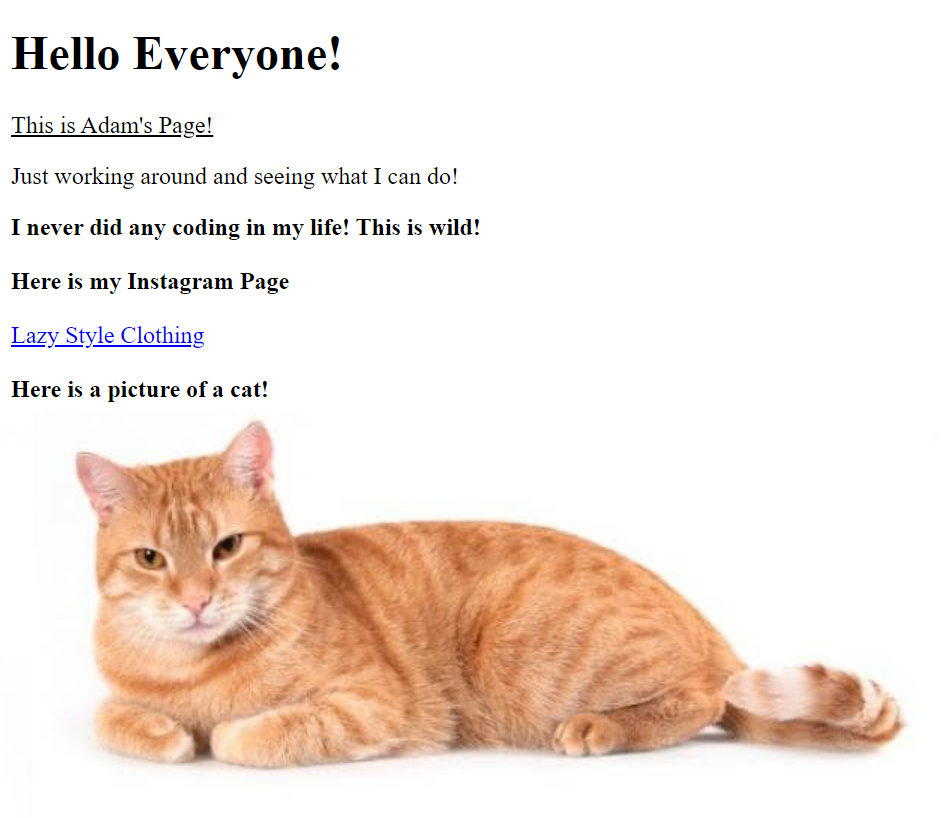 Hello Everyone!
This is Adam's Page!
Just working around and seeing what I can do!
I never did any coding in my life! This is wild!
Here is my Instagram Page
Lazy Style Clothing
Here is a picture of a cat!